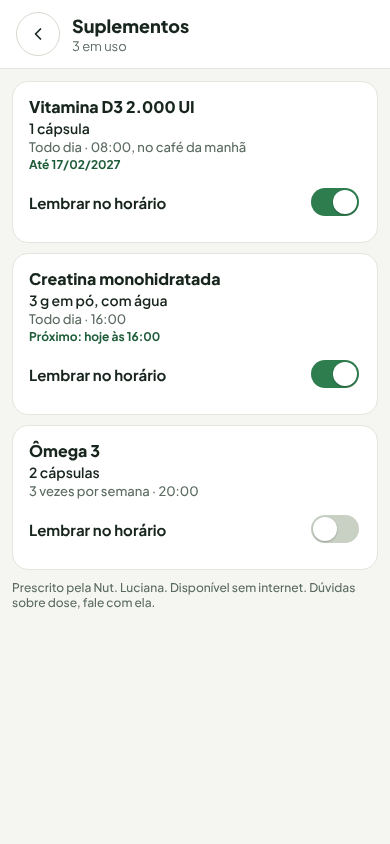 Suplementos
3 em uso
Vitamina D3 2.000 UI
1 cápsula
Todo dia · 08:00, no café da manhã
Até 17/02/2027
Lembrar no horário
Creatina monohidratada
3 g em pó, com água
Todo dia · 16:00
Próximo: hoje às 16:00
Lembrar no horário
Ômega 3
2 cápsulas
3 vezes por semana · 20:00
Lembrar no horário
Prescrito pela Nut. Luciana. Disponível sem internet. Dúvidas
sobre dose, fale com ela.